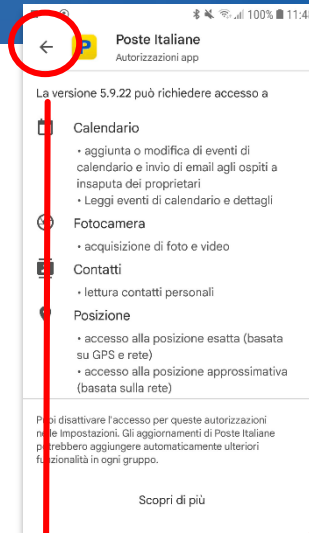 100% 11:48
Poste Italiane
Autorizzazioni app
La versione 5.9.22 può richiedere accesso a
Calendario
• aggiunta o modifica di eventi di
calendario e invio di email agli ospiti a
insaputa dei proprietari
• Leggi eventi di calendario e dettagli
Fotocamera
• acquisizione di foto e video
Contatti
• lettura contatti personali
Posizione
• accesso alla posizione esatta (basata
su GPS e rete)
• accesso alla posizione approssimativa
(basata sulla rete)
Puoi disattivare l'accesso per queste autorizzazioni
nelle Impostazioni. Gli aggiornamenti di Poste Italiane
potrebbero aggiungere automaticamente ulteriori
funzionalità in ogni gruppo.
Scopri di più